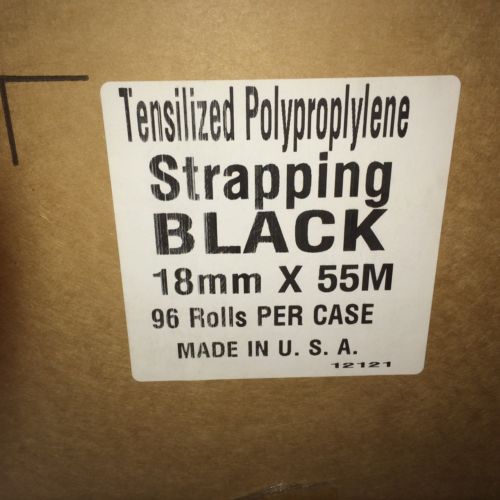 Tensilized Polyproplylene
Strapping
BLACK
18mm X 55M
96 Rolls PER CASE
MADE IN U. S. A.
12121